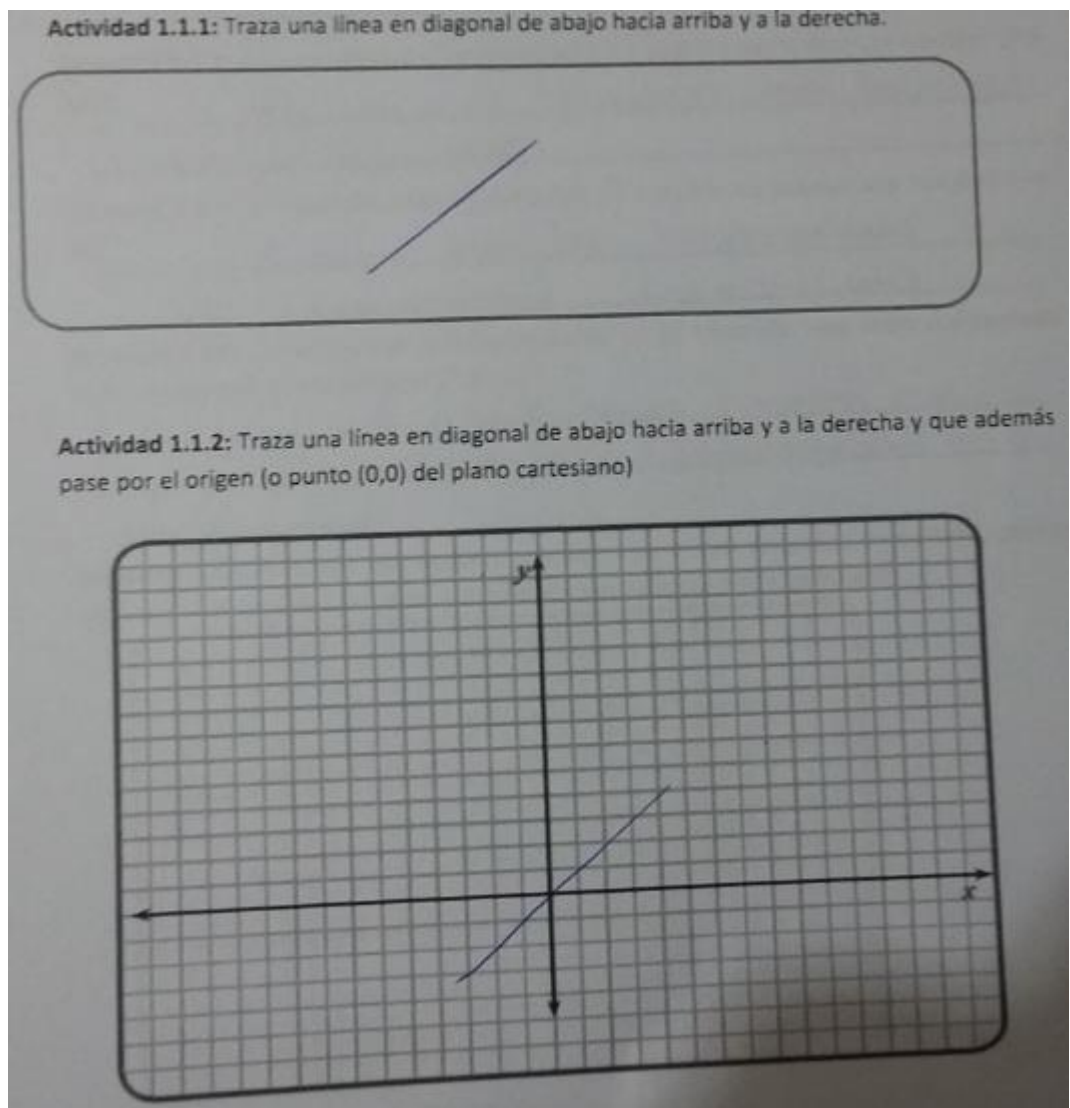 Actividad 1.1.1: Traza una línea en diagonal de abajo hacia arriba y a la derecha.
Actividad 1.1.2: Traza una línea en diagonal de abajo hacia arriba y a la derecha y que además
pase por el origen (o punto (0,0) del plano cartesiano)
y
x